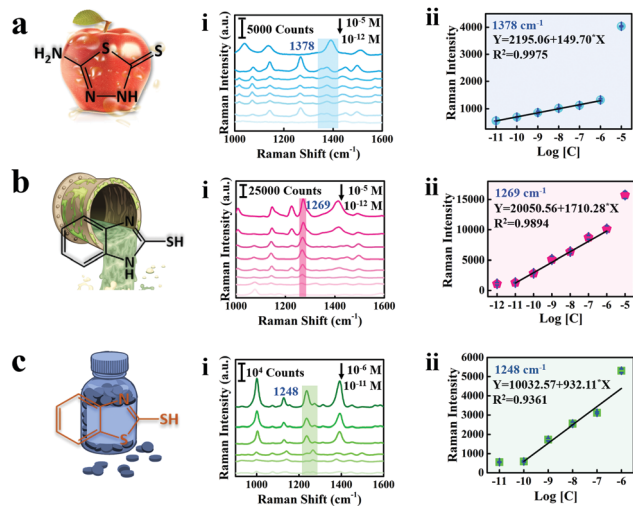 a
H₂N
S
S
N
NH
i
5000 Counts
10⁻⁵ M
10⁻¹² M
1378
Raman Intensity (a.u.)
1000 1200 1400 1600
Raman Shift (cm⁻¹)
ii
1378 cm⁻¹
Y=2195.06+149.70*X
R²=0.9975
Raman Intensity
4000
3000
2000
1000
-11 -10 -9 -8 -7 -6 -5
Log [C]
b
N
SH
N
H
i
25000 Counts
10⁻⁵ M
10⁻¹² M
1269
Raman Intensity (a.u.)
1000 1200 1400 1600
Raman Shift (cm⁻¹)
ii
1269 cm⁻¹
Y=20050.56+1710.28*X
R²=0.9894
Raman Intensity
15000
10000
5000
0
-12 -11 -10 -9 -8 -7 -6 -5
Log [C]
c
N
SH
S
i
10⁴ Counts
10⁻⁶ M
10⁻¹¹ M
1248
Raman Intensity (a.u.)
1000 1200 1400 1600
Raman Shift (cm⁻¹)
ii
1248 cm⁻¹
Y=10032.57+932.11*X
R²=0.9361
Raman Intensity
6000
5000
4000
3000
2000
1000
0
-11 -10 -9 -8 -7 -6
Log [C]